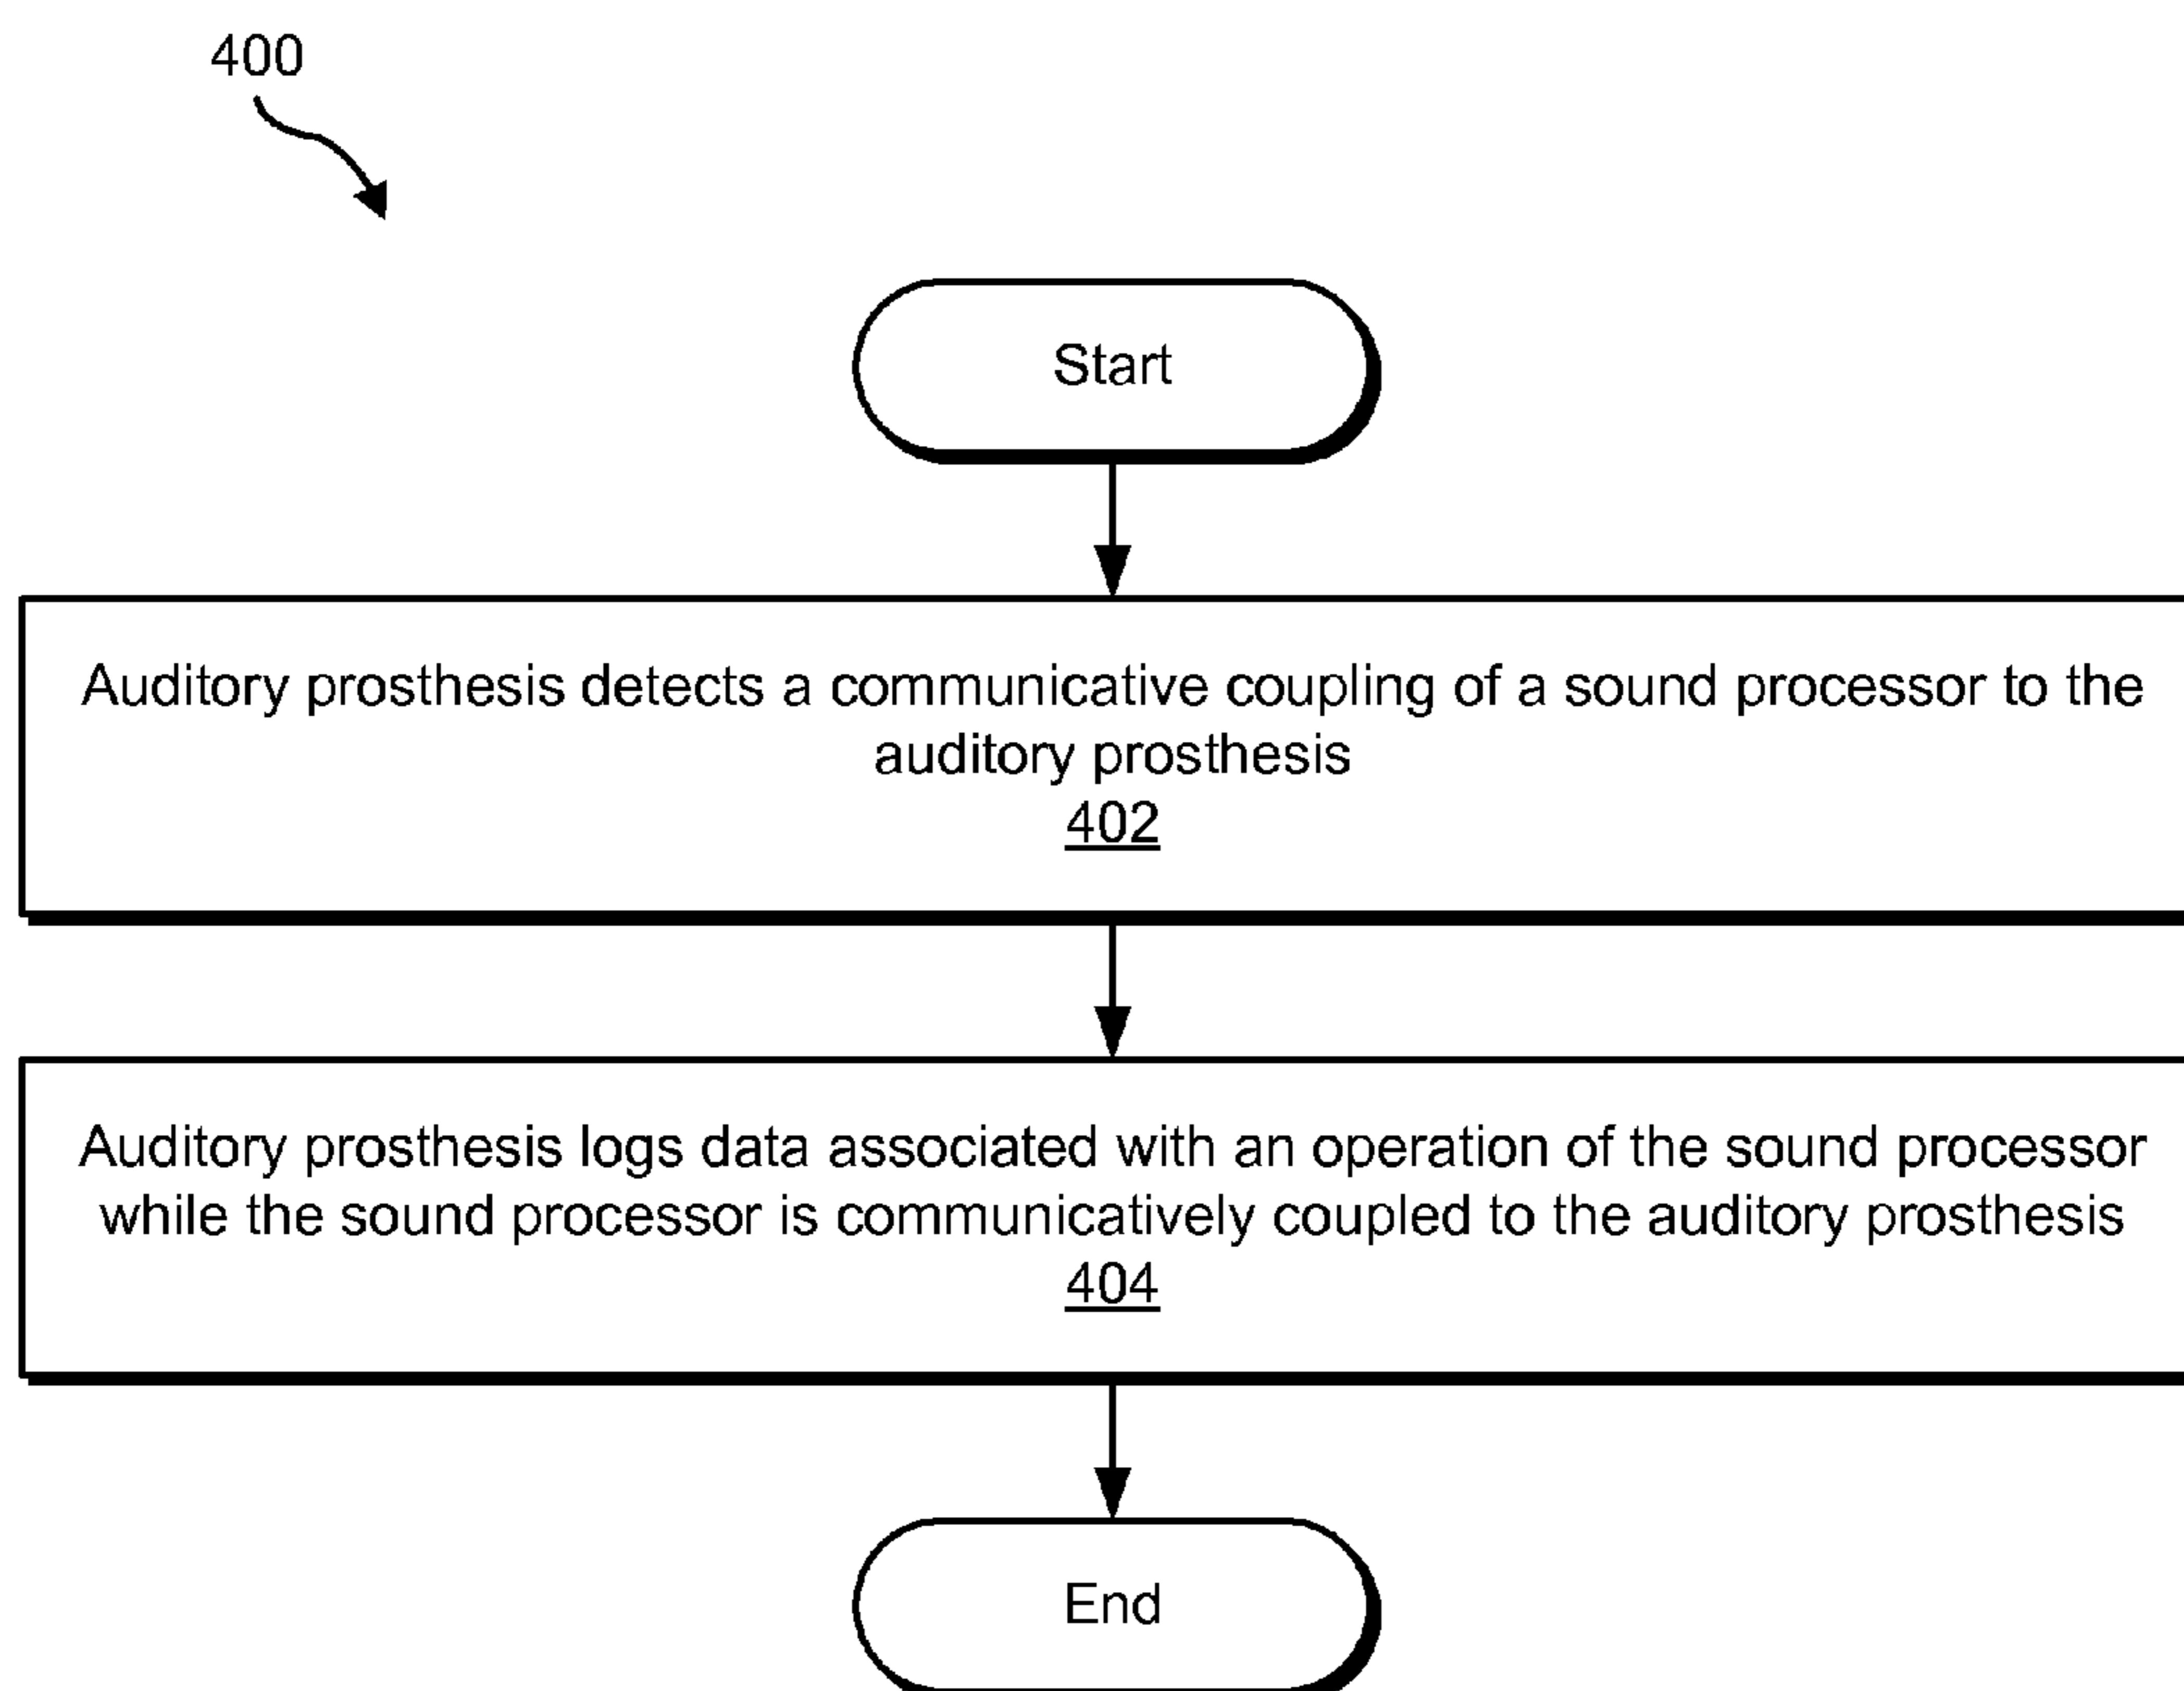 400
Start
Auditory prosthesis detects a communicative coupling of a sound processor to the
auditory prosthesis
402
Auditory prosthesis logs data associated with an operation of the sound processor
while the sound processor is communicatively coupled to the auditory prosthesis
404
End